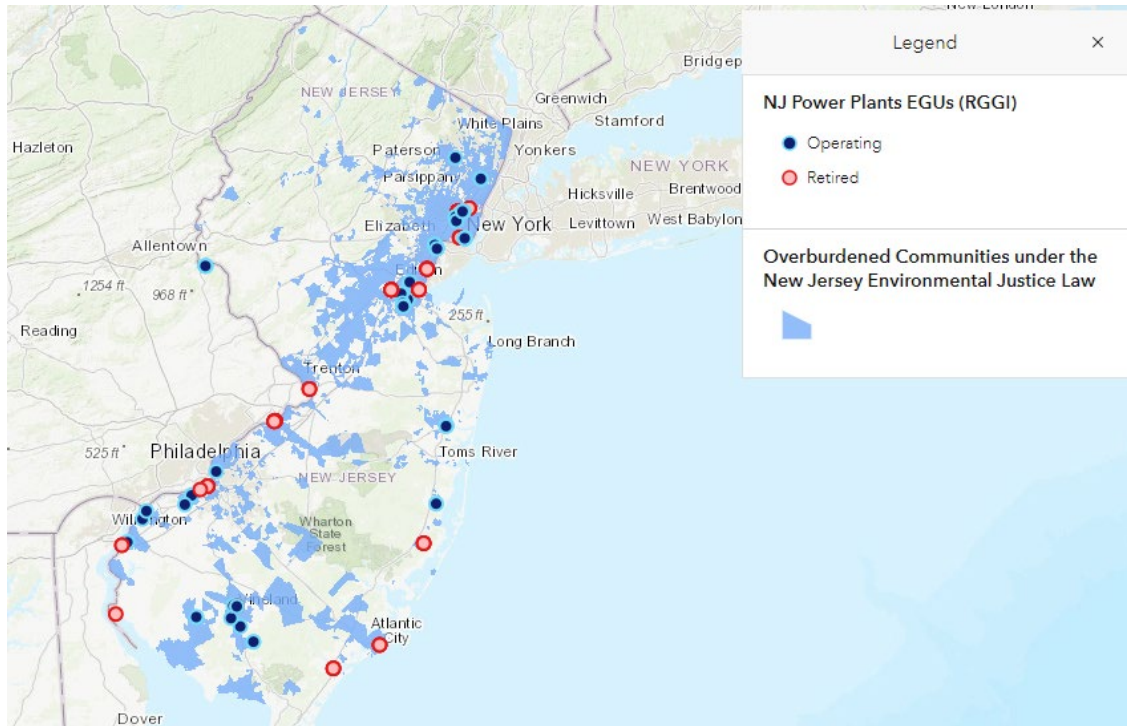 New London
Legend
NJ Power Plants EGUs (RGGI)
Operating
Retired
Overburdened Communities under the
New Jersey Environmental Justice Law
Bridgep
NEW JERSEY
Greenwich
White Plains
Stamford
Hazleton
Paterson
Yonkers
Parsippany
NEW YORK
Hicksville
Brentwood
Elizabeth
New York
Levittown
West Babylon
Allentown
1254 ft
968 ft
255 ft
Reading
Long Branch
Trenton
525 ft
Philadelphia
Toms River
NEW JERSEY
Wharton
State
Forest
Vineland
Atlantic
City
Dover